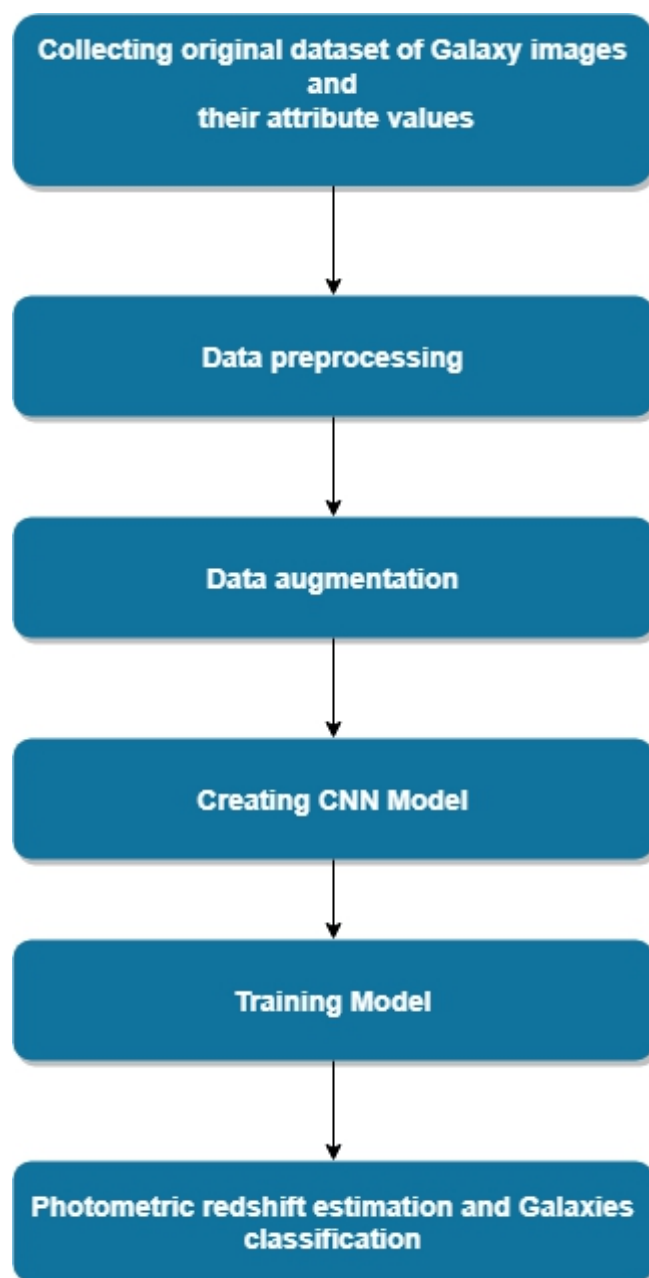 Collecting original dataset of Galaxy images
and
their attribute values
Data preprocessing
Data augmentation
Creating CNN Model
Training Model
Photometric redshift estimation and Galaxies
classification